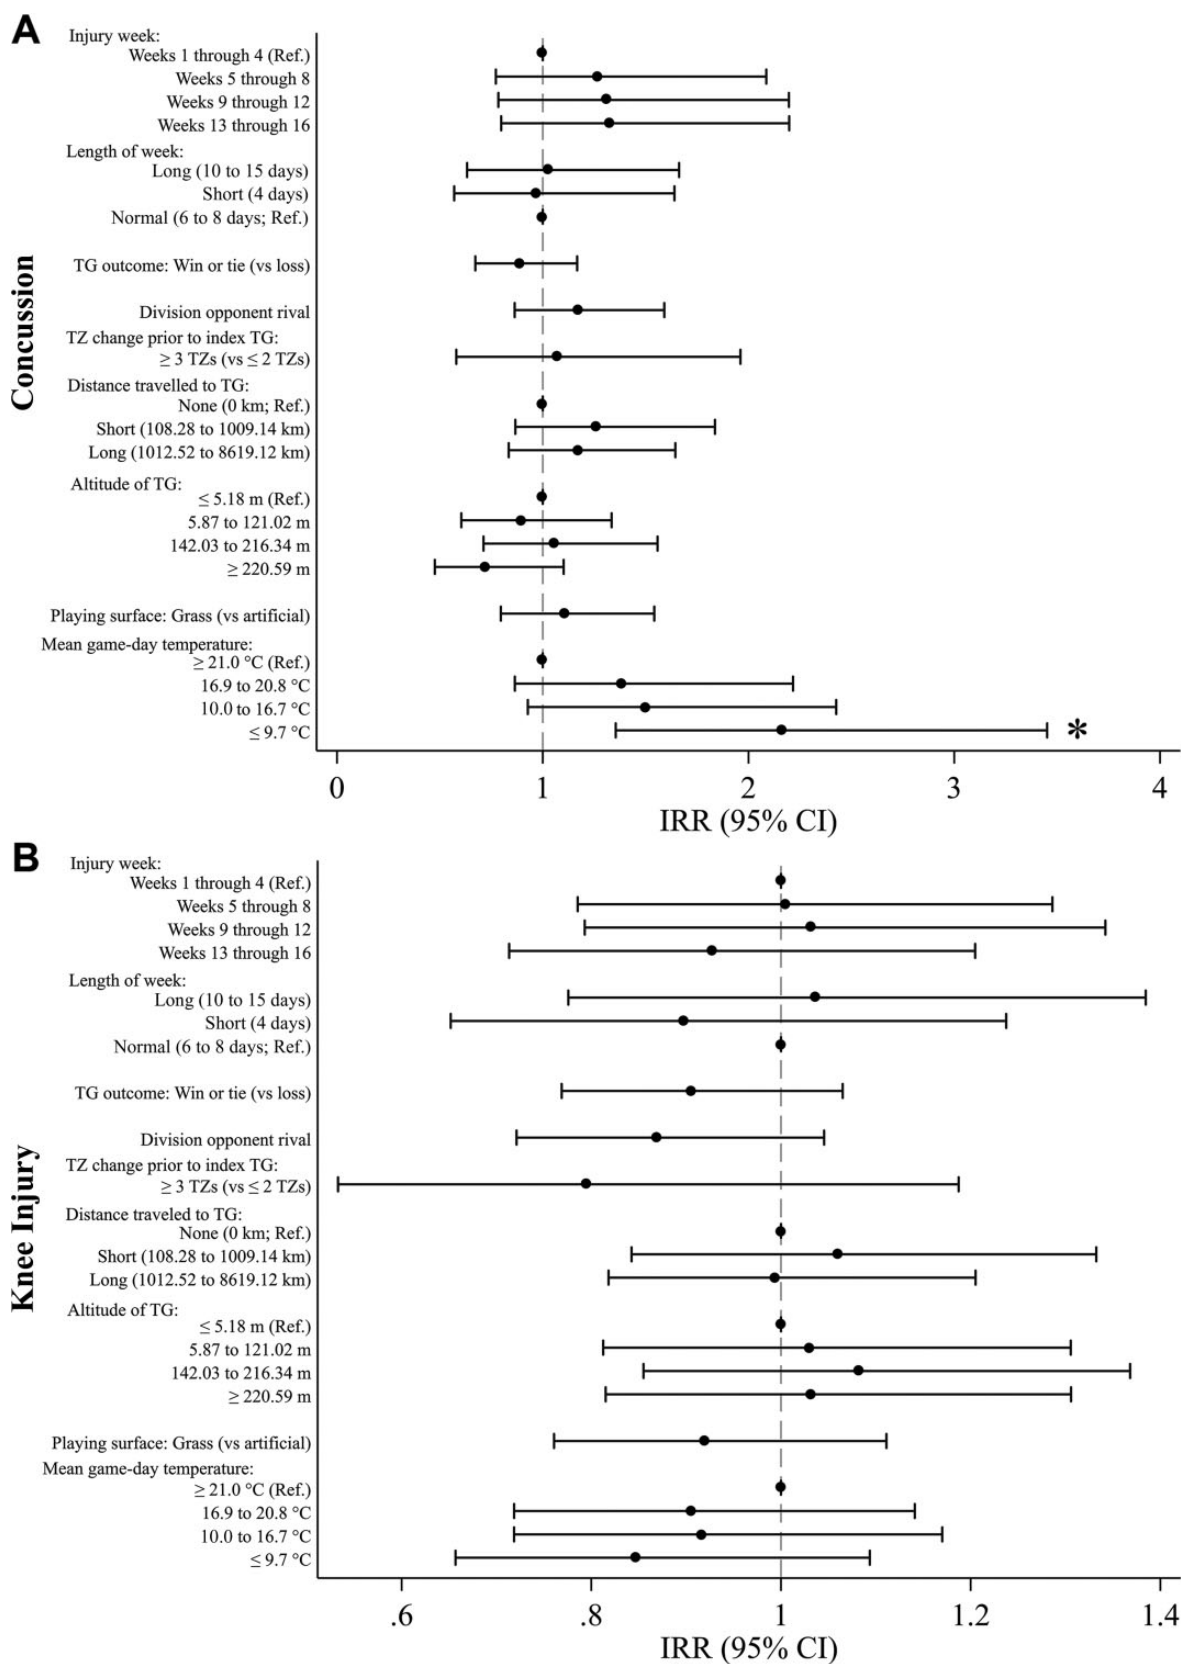 A
Injury week:
Weeks 1 through 4 (Ref.)
Weeks 5 through 8
Weeks 9 through 12
Weeks 13 through 16
Length of week:
Long (10 to 15 days)
Short (4 days)
Normal (6 to 8 days; Ref.)
TG outcome: Win or tie (vs loss)
Division opponent rival
TZ change prior to index TG:
≥ 3 TZs (vs ≤ 2 TZs)
Distance travelled to TG:
None (0 km; Ref.)
Short (108.28 to 1009.14 km)
Long (1012.52 to 8619.12 km)
Altitude of TG:
≤ 5.18 m (Ref.)
5.87 to 121.02 m
142.03 to 216.34 m
≥ 220.59 m
Playing surface: Grass (vs artificial)
Mean game-day temperature:
≥ 21.0 °C (Ref.)
16.9 to 20.8 °C
10.0 to 16.7 °C
≤ 9.7 °C
*
Concussion
0 1 2 3 4
IRR (95% CI)
B
Injury week:
Weeks 1 through 4 (Ref.)
Weeks 5 through 8
Weeks 9 through 12
Weeks 13 through 16
Length of week:
Long (10 to 15 days)
Short (4 days)
Normal (6 to 8 days; Ref.)
TG outcome: Win or tie (vs loss)
Division opponent rival
TZ change prior to index TG:
≥ 3 TZs (vs ≤ 2 TZs)
Distance traveled to TG:
None (0 km; Ref.)
Short (108.28 to 1009.14 km)
Long (1012.52 to 8619.12 km)
Altitude of TG:
≤ 5.18 m (Ref.)
5.87 to 121.02 m
142.03 to 216.34 m
≥ 220.59 m
Playing surface: Grass (vs artificial)
Mean game-day temperature:
≥ 21.0 °C (Ref.)
16.9 to 20.8 °C
10.0 to 16.7 °C
≤ 9.7 °C
Knee Injury
.6 .8 1 1.2 1.4
IRR (95% CI)